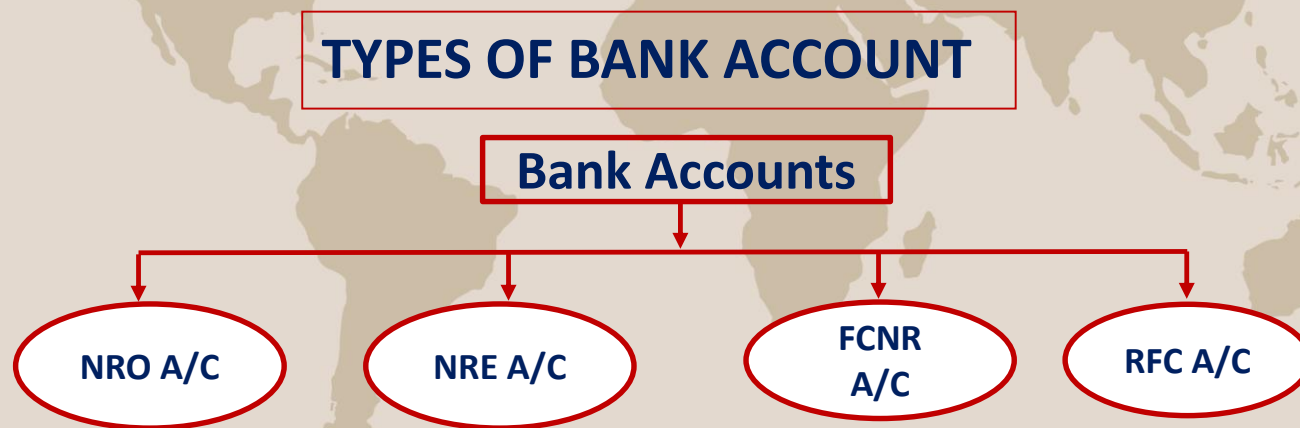 TYPES OF BANK ACCOUNT
Bank Accounts
NRO A/C
NRE A/C
FCNR
A/C
RFC A/C